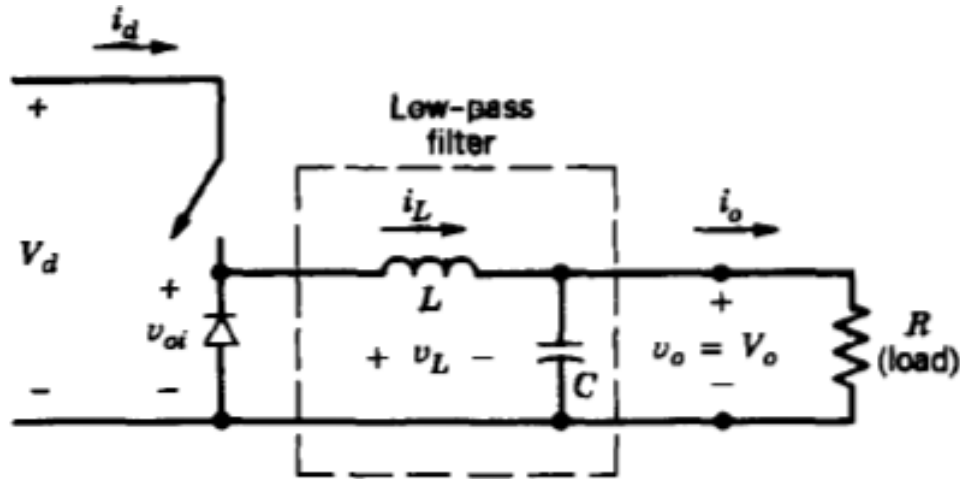 i_d
+
Low-pass
filter
i_L
i_o
V_d
+
L
+
R
v_oi
+ v_L −
v_o = V_o
(load)
C
−
−
−